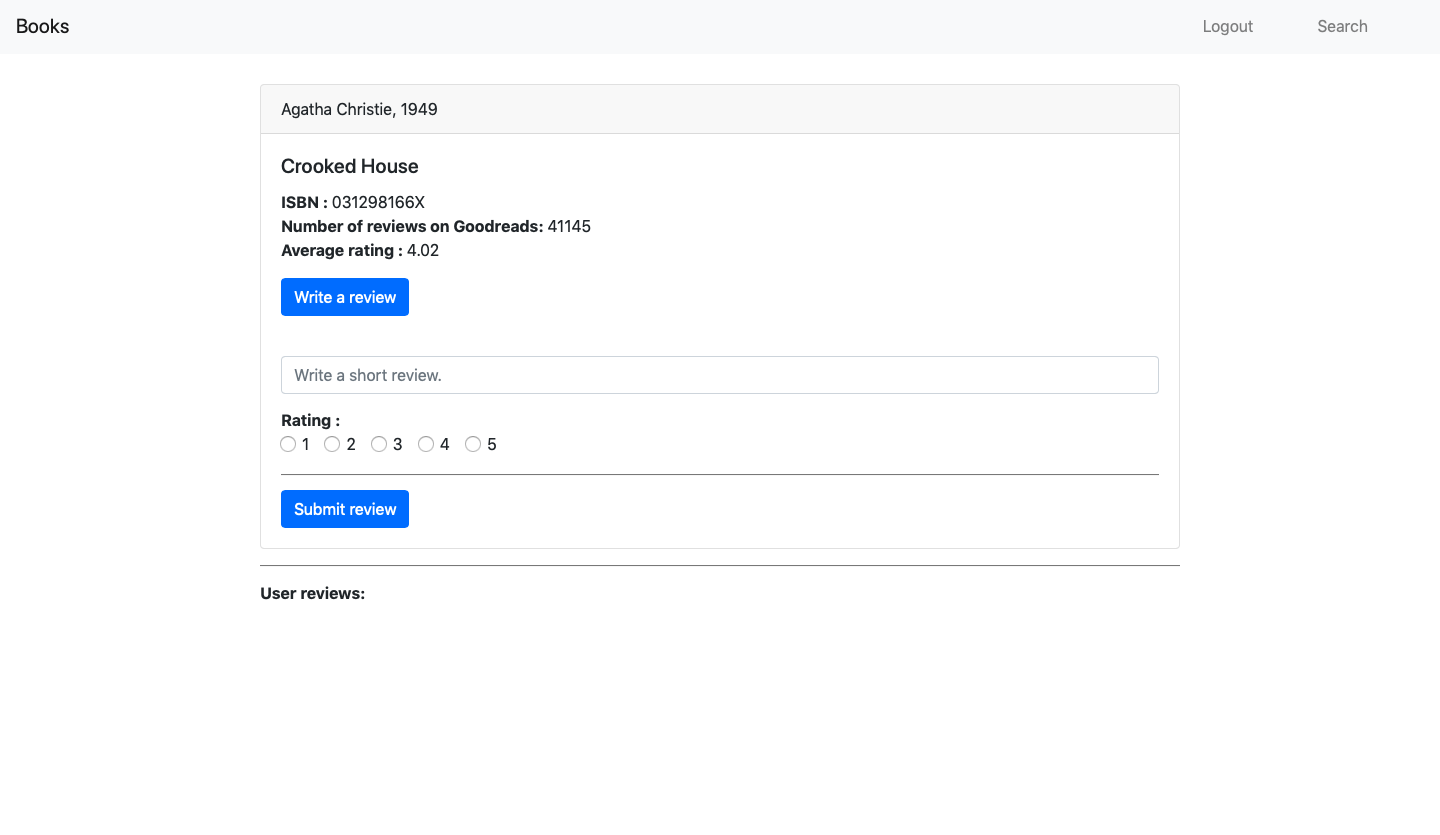 Books Logout Search
Agatha Christie, 1949
Crooked House
ISBN : 031298166X
Number of reviews on Goodreads: 41145
Average rating : 4.02
Write a review
Write a short review.
Rating :
1 2 3 4 5
Submit review
User reviews: